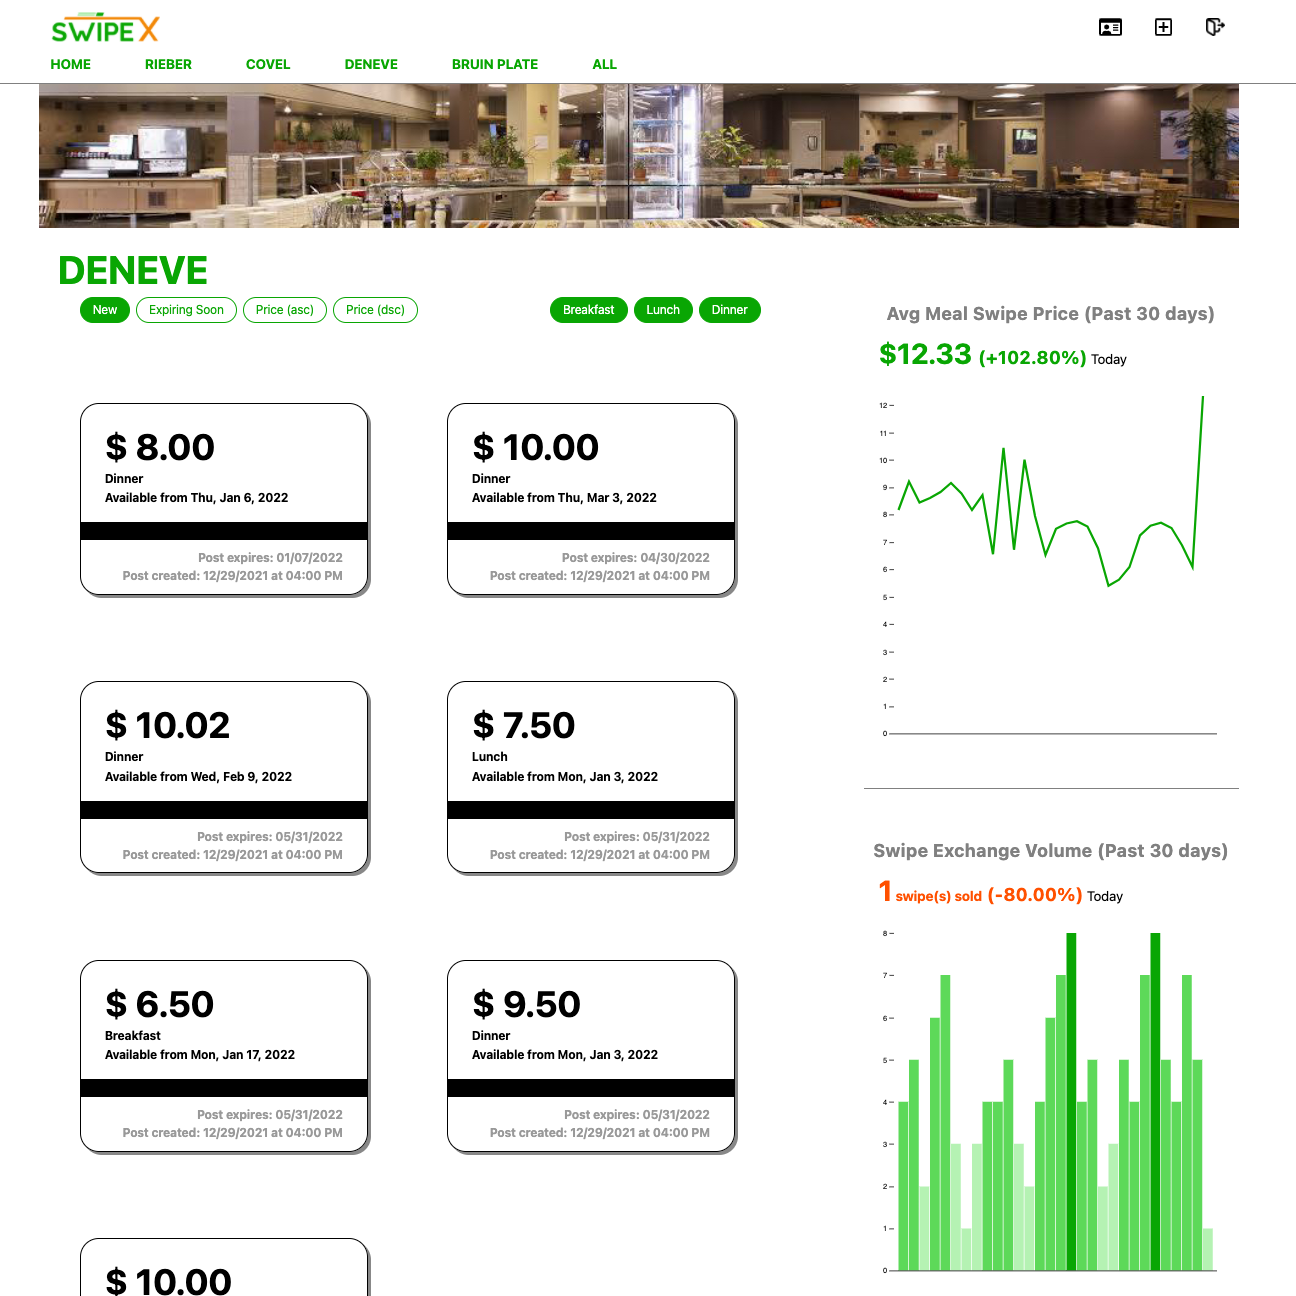 SWIPEX
HOME RIEBER COVEL DENEVE BRUIN PLATE ALL
DENEVE
New Expiring Soon Price (asc) Price (dsc) Breakfast Lunch Dinner
$ 8.00
Dinner
Available from Thu, Jan 6, 2022
Post expires: 01/07/2022
Post created: 12/29/2021 at 04:00 PM
$ 10.00
Dinner
Available from Thu, Mar 3, 2022
Post expires: 04/30/2022
Post created: 12/29/2021 at 04:00 PM
$ 10.02
Dinner
Available from Wed, Feb 9, 2022
Post expires: 05/31/2022
Post created: 12/29/2021 at 04:00 PM
$ 7.50
Lunch
Available from Mon, Jan 3, 2022
Post expires: 05/31/2022
Post created: 12/29/2021 at 04:00 PM
$ 6.50
Breakfast
Available from Mon, Jan 17, 2022
Post expires: 05/31/2022
Post created: 12/29/2021 at 04:00 PM
$ 9.50
Dinner
Available from Mon, Jan 3, 2022
Post expires: 05/31/2022
Post created: 12/29/2021 at 04:00 PM
$ 10.00
Avg Meal Swipe Price (Past 30 days)
$12.33 (+102.80%) Today
12
11
10
9
8
7
6
5
4
3
2
1
0
Swipe Exchange Volume (Past 30 days)
1 swipe(s) sold (-80.00%) Today
8
7
6
5
4
3
2
1
0